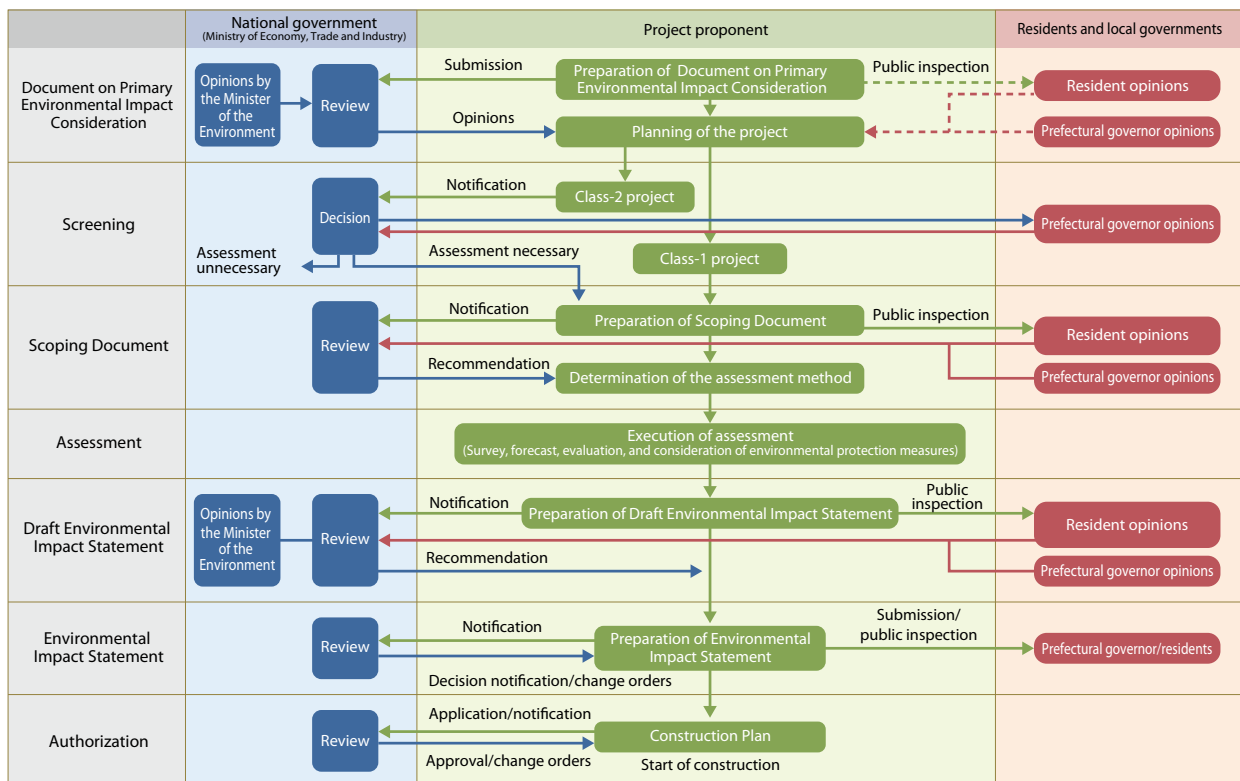 National government
(Ministry of Economy, Trade and Industry)
Project proponent
Residents and local governments
Document on Primary
Environmental Impact
Consideration
Opinions by
the Minister
of the
Environment
Review
Submission
Opinions
Preparation of Document on Primary
Environmental Impact Consideration
Planning of the project
Public inspection
Resident opinions
Prefectural governor opinions
Screening
Decision
Notification
Class-2 project
Prefectural governor opinions
Assessment
unnecessary
Assessment necessary
Class-1 project
Scoping Document
Review
Notification
Recommendation
Preparation of Scoping Document
Determination of the assessment method
Public inspection
Resident opinions
Prefectural governor opinions
Assessment
Execution of assessment
(Survey, forecast, evaluation, and consideration of environmental protection measures)
Draft Environmental
Impact Statement
Opinions by
the Minister
of the
Environment
Review
Notification
Recommendation
Preparation of Draft Environmental Impact Statement
Public
inspection
Resident opinions
Prefectural governor opinions
Environmental
Impact Statement
Review
Notification
Decision notification/change orders
Preparation of Environmental
Impact Statement
Submission/
public inspection
Prefectural governor/residents
Authorization
Review
Application/notification
Approval/change orders
Construction Plan
Start of construction